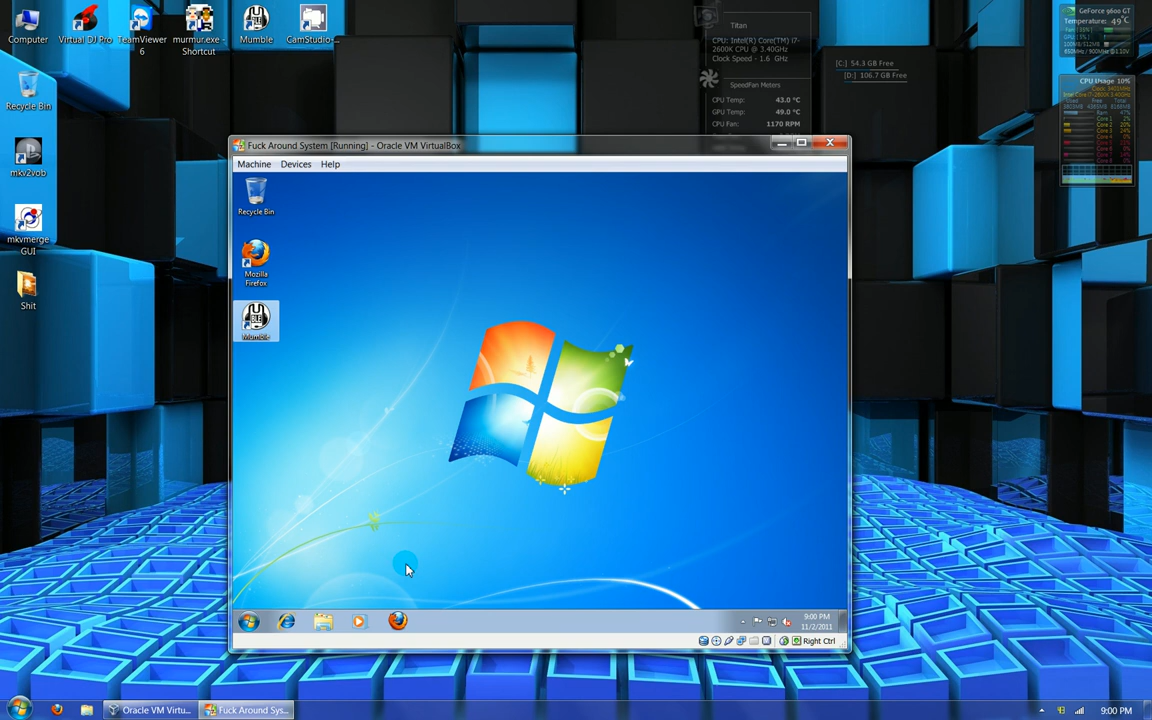 Computer
Virtual DJ Pro
TeamViewer
6
murmur.exe -
Shortcut
Mumble
CamStudio-...
Recycle Bin
mkv2vob
mkvmerge
GUI
Shit
Titan
CPU: Intel(R) Core(TM) i7-
2600K CPU @ 3.40GHz
Clock Speed - 1.6 GHz
SpeedFan Meters
CPU Temp: 43.0 °C
GPU Temp: 49.0 °C
CPU Fan: 1170 RPM
[C:] 54.3 GB Free
[D:] 106.7 GB Free
GeForce 9600 GT
Temperature: 49°C
CPU Usage 10%
Fuck Around System [Running] - Oracle VM VirtualBox
Machine Devices Help
Recycle Bin
Mozilla
Firefox
Mumble
9:00 PM
11/2/2011
Right Ctrl
Oracle VM Virtu...
Fuck Around Sys...
9:00 PM